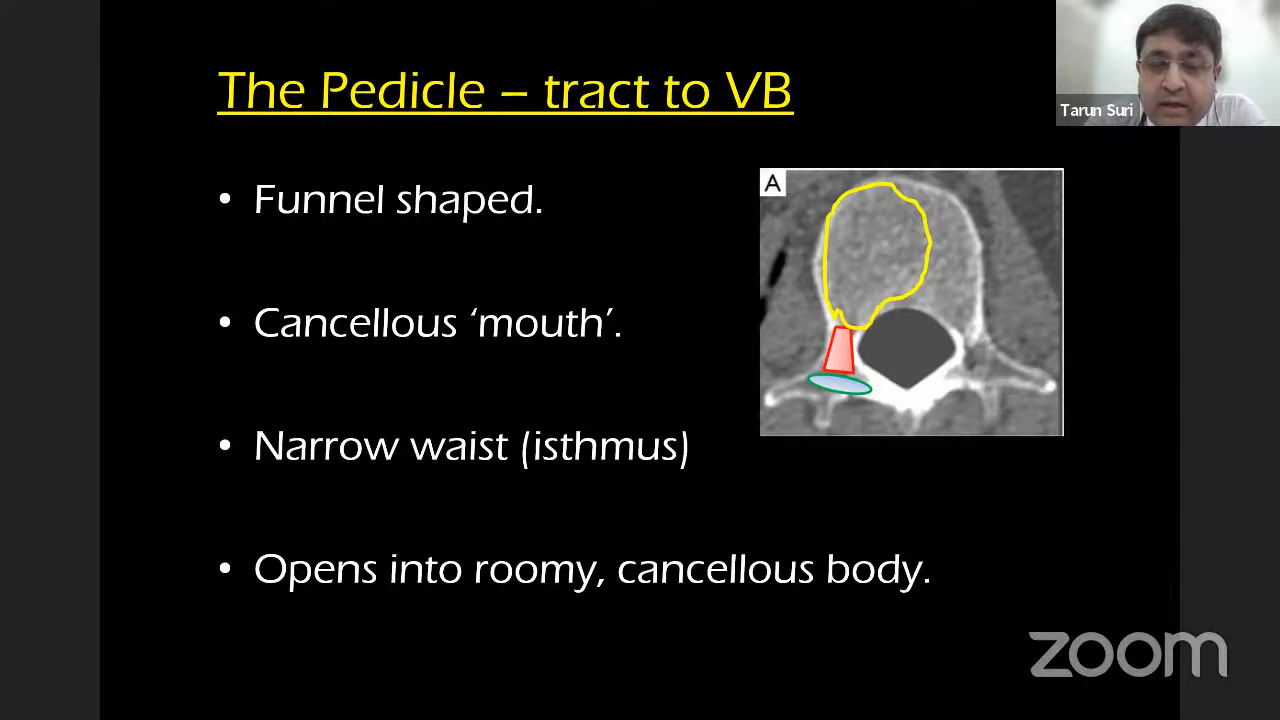 The Pedicle – tract to VB
Tarun Suri
A
• Funnel shaped.
• Cancellous ‘mouth’.
• Narrow waist (isthmus)
• Opens into roomy, cancellous body.
zoom